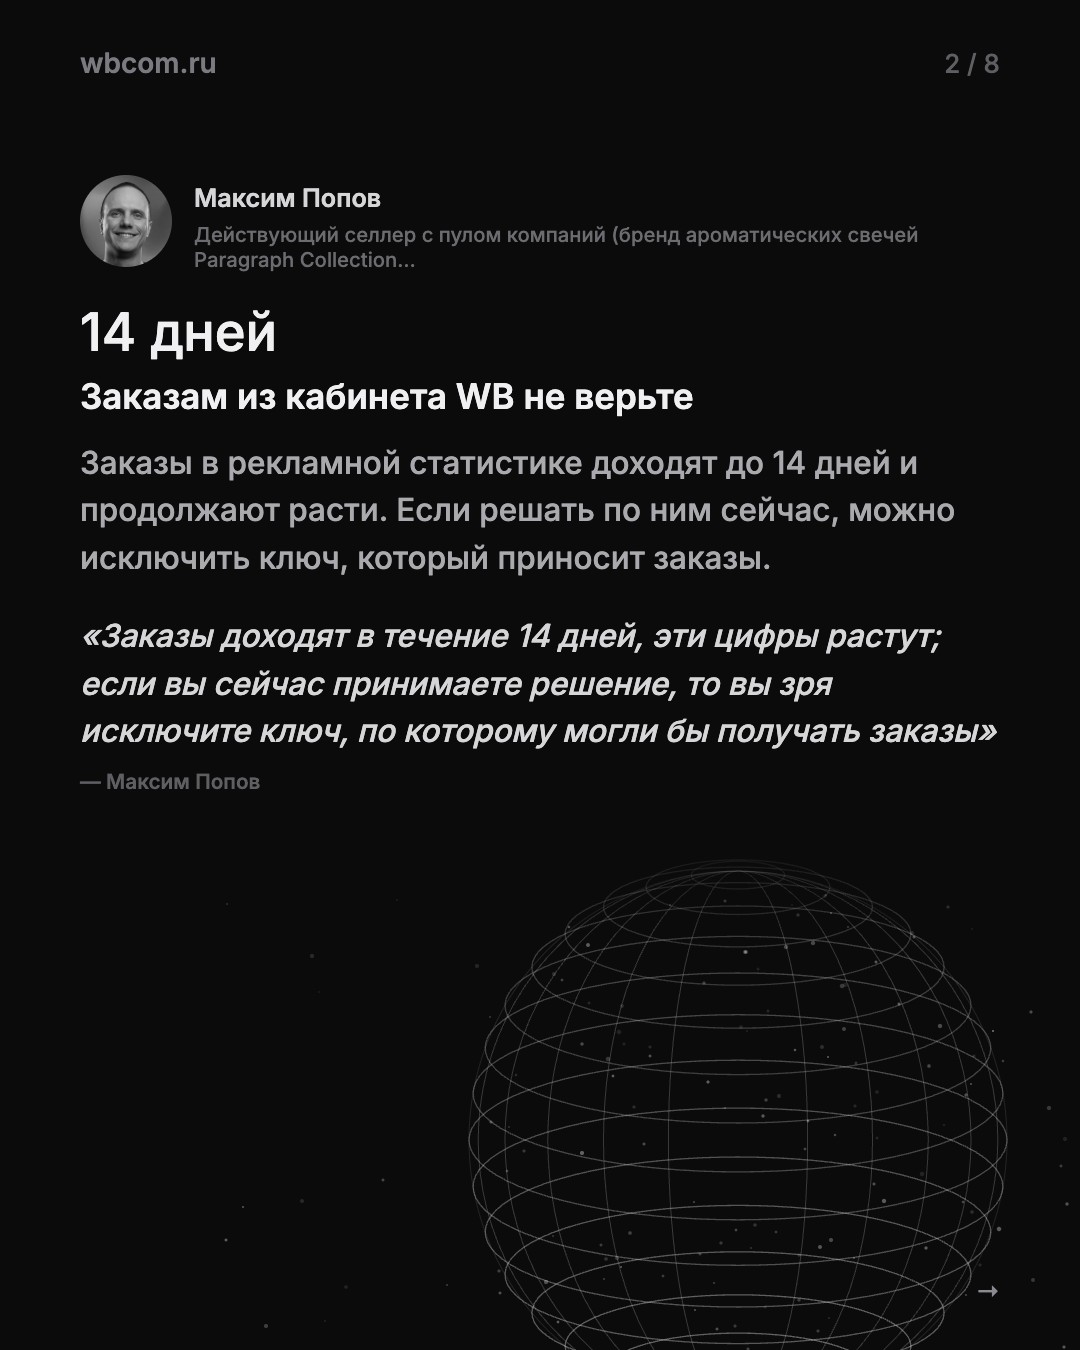 wbcom.ru
2 / 8
Максим Попов
Действующий селлер с пулом компаний (бренд ароматических свечей
Paragraph Collection...
14 дней
Заказам из кабинета WB не верьте
Заказы в рекламной статистике доходят до 14 дней и
продолжают расти. Если решать по ним сейчас, можно
исключить ключ, который приносит заказы.
«Заказы доходят в течение 14 дней, эти цифры растут;
если вы сейчас принимаете решение, то вы зря
исключите ключ, по которому могли бы получать заказы»
— Максим Попов
→